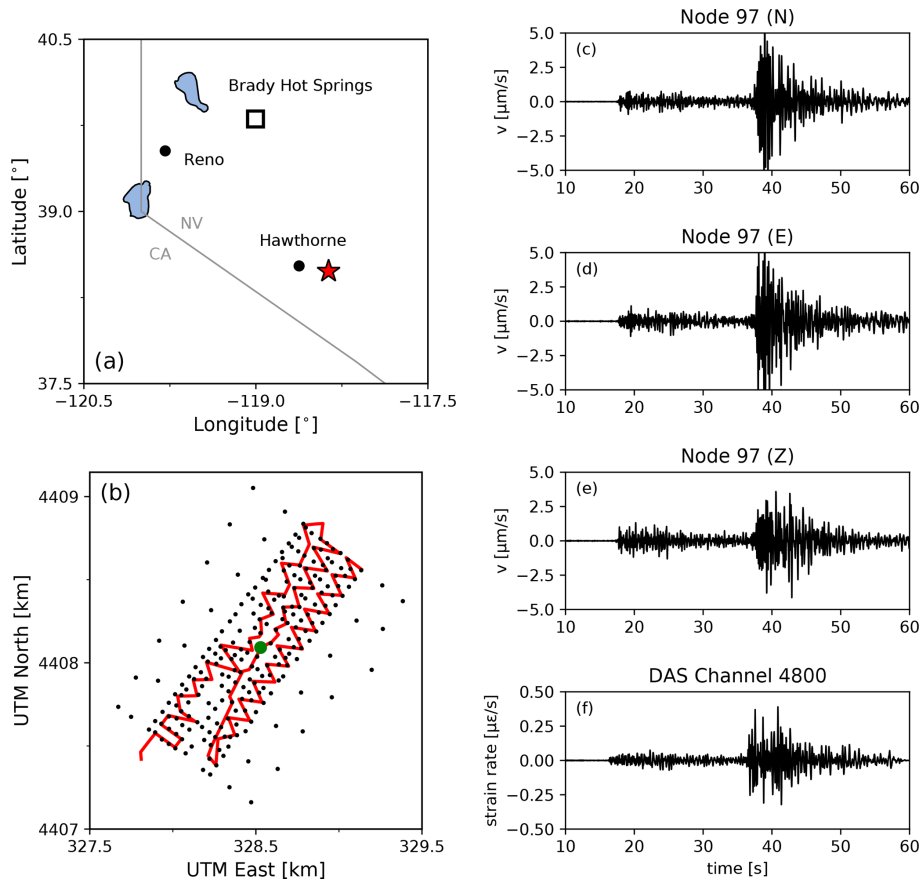 40.5
39.0
37.5
Latitude [°]
Brady Hot Springs
Reno
NV
CA
Hawthorne
(a)
−120.5
−119.0
−117.5
Longitude [°]
(b)
4409
4408
4407
UTM North [km]
327.5
328.5
329.5
UTM East [km]
Node 97 (N)
(c)
5.0
2.5
0.0
−2.5
−5.0
v [μm/s]
10 20 30 40 50 60
Node 97 (E)
(d)
5.0
2.5
0.0
−2.5
−5.0
v [μm/s]
10 20 30 40 50 60
Node 97 (Z)
(e)
5.0
2.5
0.0
−2.5
−5.0
v [μm/s]
10 20 30 40 50 60
DAS Channel 4800
(f)
0.50
0.25
0.00
−0.25
−0.50
strain rate [με/s]
10 20 30 40 50 60
time [s]